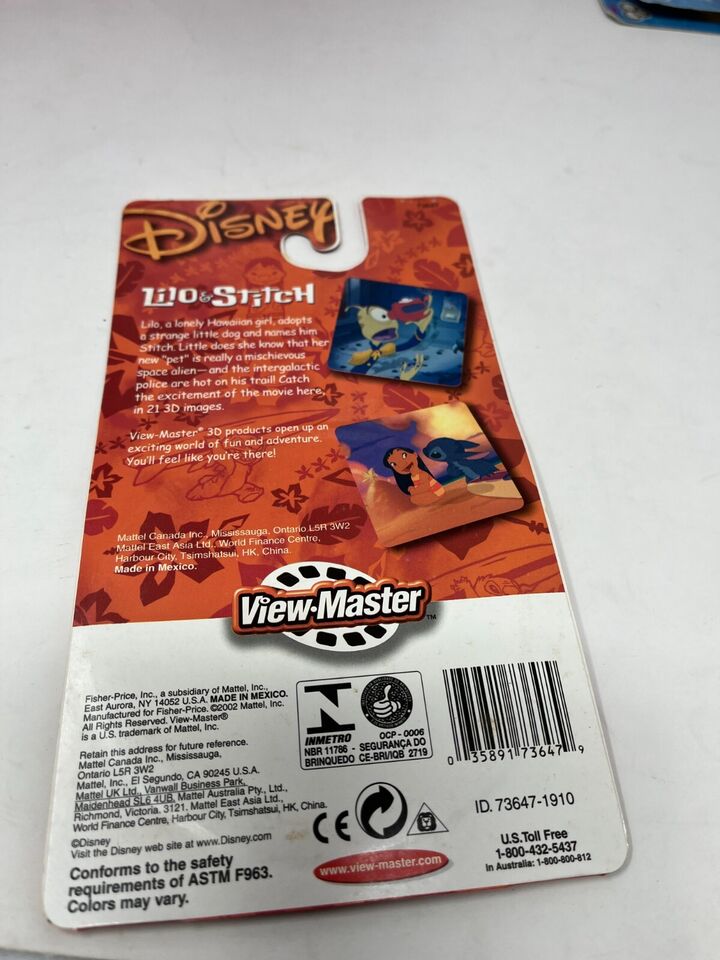 Disney
Lilo & Stitch
Lilo, a lonely Hawaiian girl, adopts
a strange little dog and names him
Stitch. Little does she know that her
new "pet" is really a mischievous
space alien—and the intergalactic
police are hot on his trail! Catch
the excitement of the movie here,
in 21 3D images.
View-Master® 3D products open up an
exciting world of fun and adventure.
You'll feel like you're there!
Mattel Canada Inc., Mississauga, Ontario L5R 3W2
Mattel East Asia Ltd., World Finance Centre,
Harbour City, Tsimshatsui, HK, China.
Made in Mexico.
View-Master™
Fisher-Price, Inc., a subsidiary of Mattel, Inc.,
East Aurora, NY 14052 U.S.A. MADE IN MEXICO.
Manufactured for Fisher-Price. ©2002 Mattel, Inc.
All Rights Reserved. View-Master®
is a U.S. trademark of Mattel, Inc.
Retain this address for future reference.
Mattel Canada Inc., Mississauga,
Ontario L5R 3W2
Mattel, Inc., El Segundo, CA 90245 U.S.A.
Mattel UK Ltd., Vanwall Business Park,
Maidenhead SL6 4UB. Mattel Australia Pty., Ltd.,
Richmond, Victoria. 3121. Mattel East Asia Ltd.,
World Finance Centre, Harbour City, Tsimshatsui, HK, China.
©Disney
Visit the Disney web site at www.Disney.com
Conforms to the safety
requirements of ASTM F963.
Colors may vary.
INMETRO
NBR 11786 - SEGURANÇA DO
BRINQUEDO
OCP - 0006
CE-BRI/IQB 2719
CE
www.view-master.com
0 35891 73647 9
ID. 73647-1910
U.S. Toll Free
1-800-432-5437
In Australia: 1-800-800-812